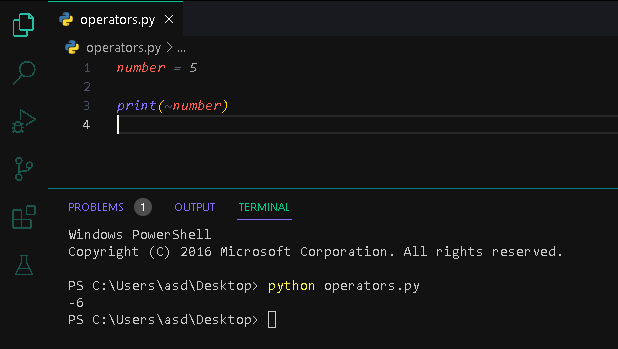 operators.py ×
operators.py > ...
1 number = 5
2
3 print(~number)
4
PROBLEMS 1 OUTPUT TERMINAL
Windows PowerShell
Copyright (C) 2016 Microsoft Corporation. All rights reserved.
PS C:\Users\asd\Desktop> python operators.py
-6
PS C:\Users\asd\Desktop>